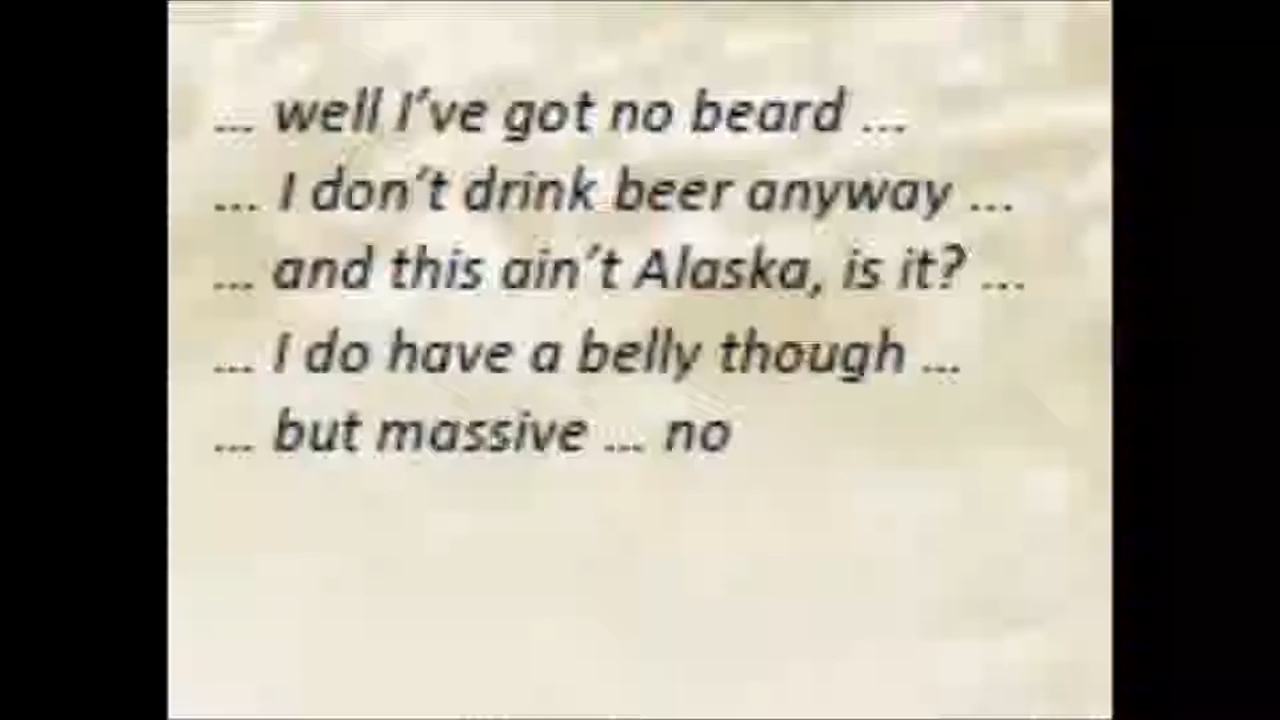 ... well I've got no beard ...
... I don't drink beer anyway ...
... and this ain't Alaska, is it? ...
... I do have a belly though ...
... but massive ... no